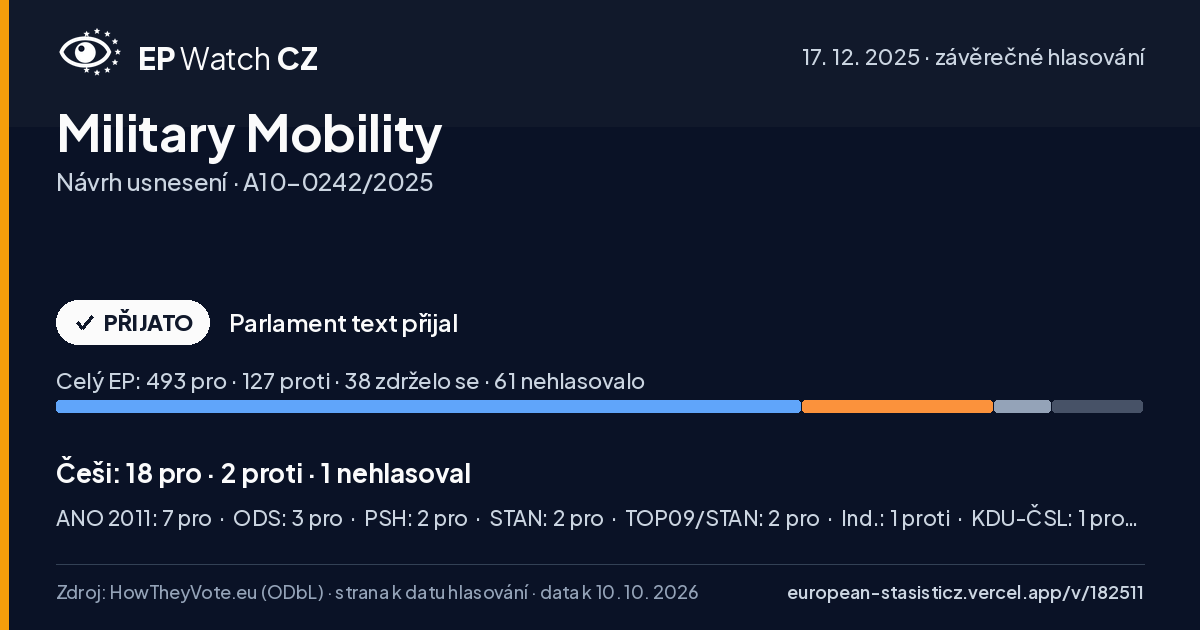 EP Watch CZ
17. 12. 2025 · závěrečné hlasování
Military Mobility
Návrh usnesení · A10–0242/2025
✓ PŘIJATO
Parlament text přijal
Celý EP: 493 pro · 127 proti · 38 zdrželo se · 61 nehlasovalo
Češi: 18 pro · 2 proti · 1 nehlasoval
ANO 2011: 7 pro · ODS: 3 pro · PSH: 2 pro · STAN: 2 pro · TOP09/STAN: 2 pro · Ind.: 1 proti · KDU-ČSL: 1 pro…
Zdroj: HowTheyVote.eu (ODbL) · strana k datu hlasování · data k 10. 10. 2026
european-stasisticz.vercel.app/v/182511